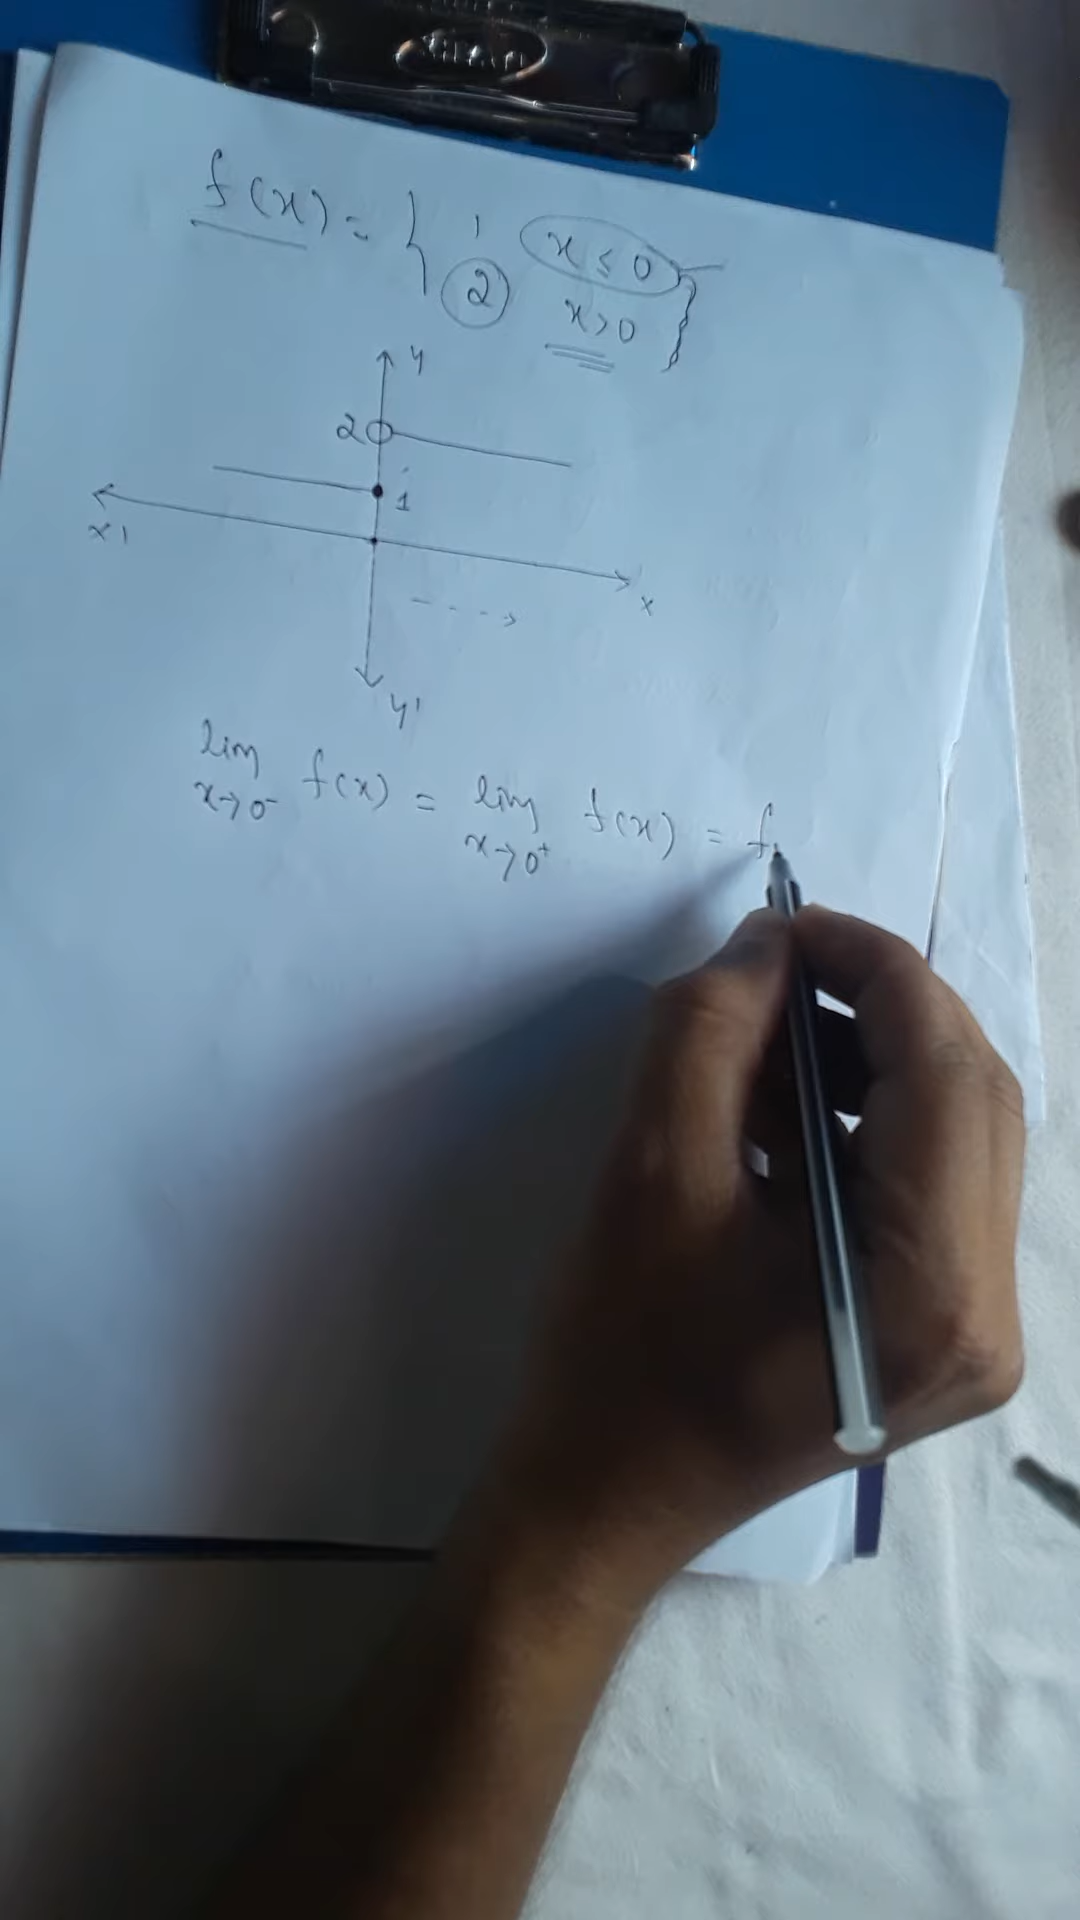 f(x) = { 1 x ≤ 0
2 x > 0 }
y
2
1
x'
x
y'
lim f(x) = lim f(x) = f
x→0⁻ x→0⁺